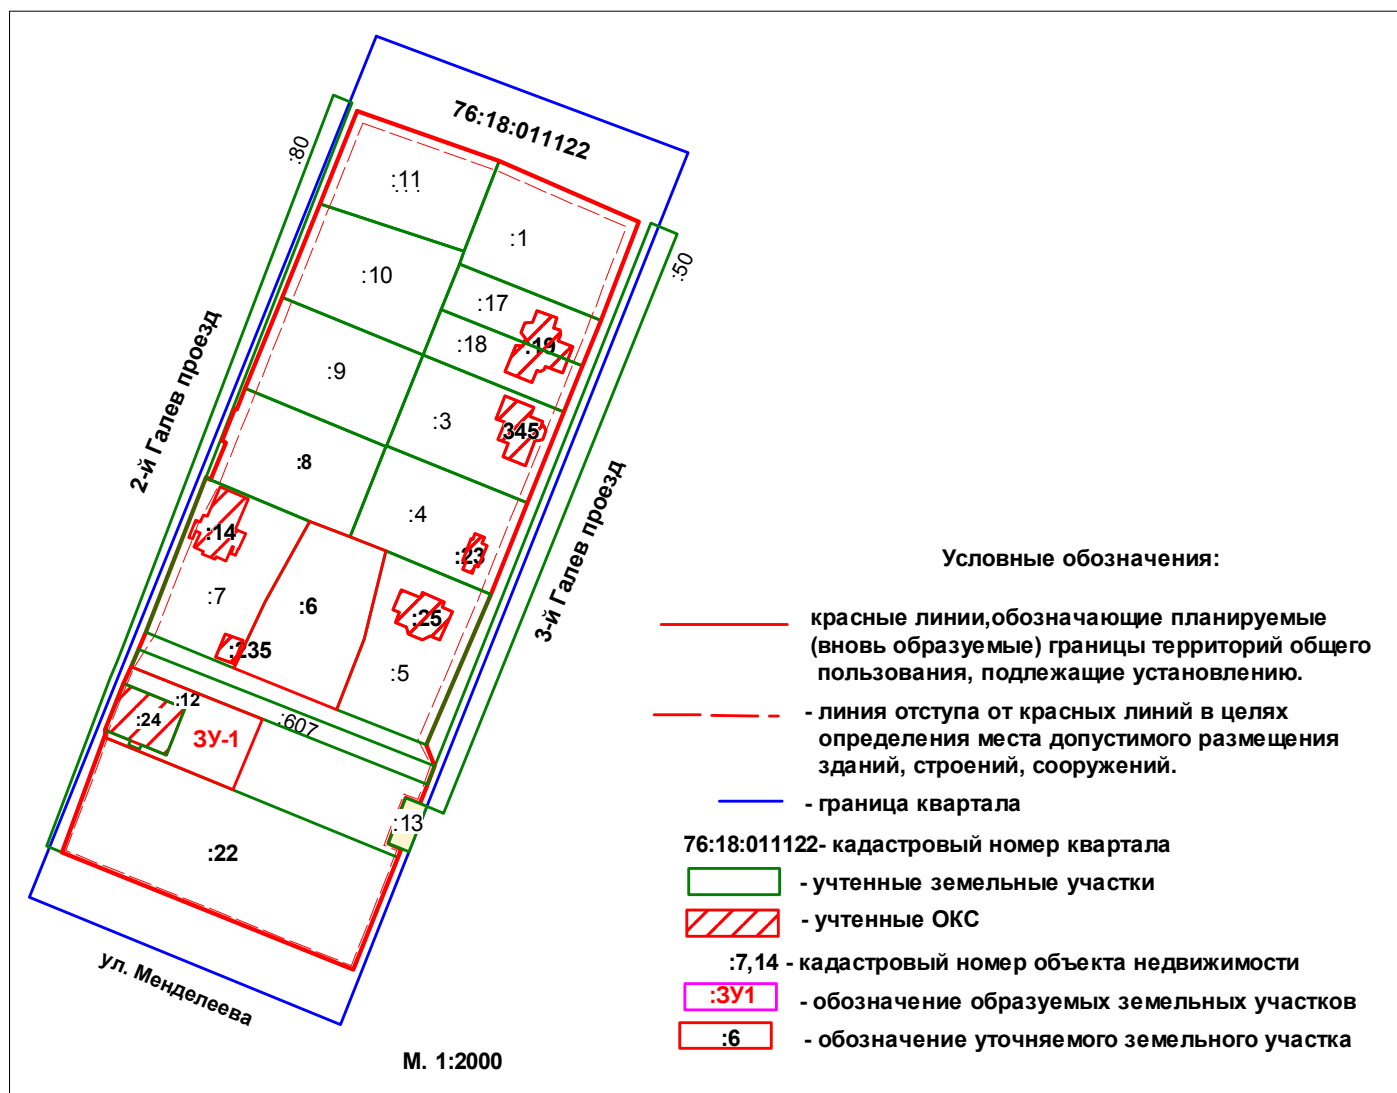 76:18:011122
:80
:11
:1
:50
:10
:17
:18
:19
:9
:3
345
2-й Галев проезд
:8
:4
:14
:23
3-й Галев проезд
:7
:6
:25
:235
:5
:12
:24
ЗУ-1
:607
:13
:22
ул. Менделеева
М. 1:2000
Условные обозначения:
красные линии,обозначающие планируемые
(вновь образуемые) границы территорий общего
пользования, подлежащие установлению.
- линия отступа от красных линий в целях
определения места допустимого размещения
зданий, строений, сооружений.
- граница квартала
76:18:011122- кадастровый номер квартала
- учтенные земельные участки
- учтенные ОКС
:7,14 - кадастровый номер объекта недвижимости
:ЗУ1 - обозначение образуемых земельных участков
:6 - обозначение уточняемого земельного участка